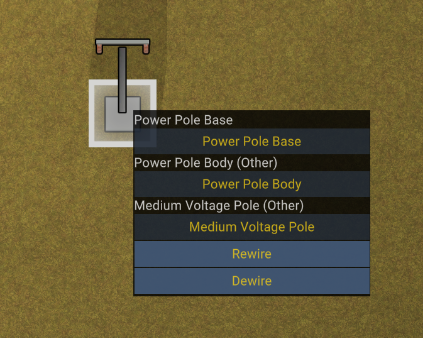 Power Pole Base
Power Pole Base
Power Pole Body (Other)
Power Pole Body
Medium Voltage Pole (Other)
Medium Voltage Pole
Rewire
Dewire